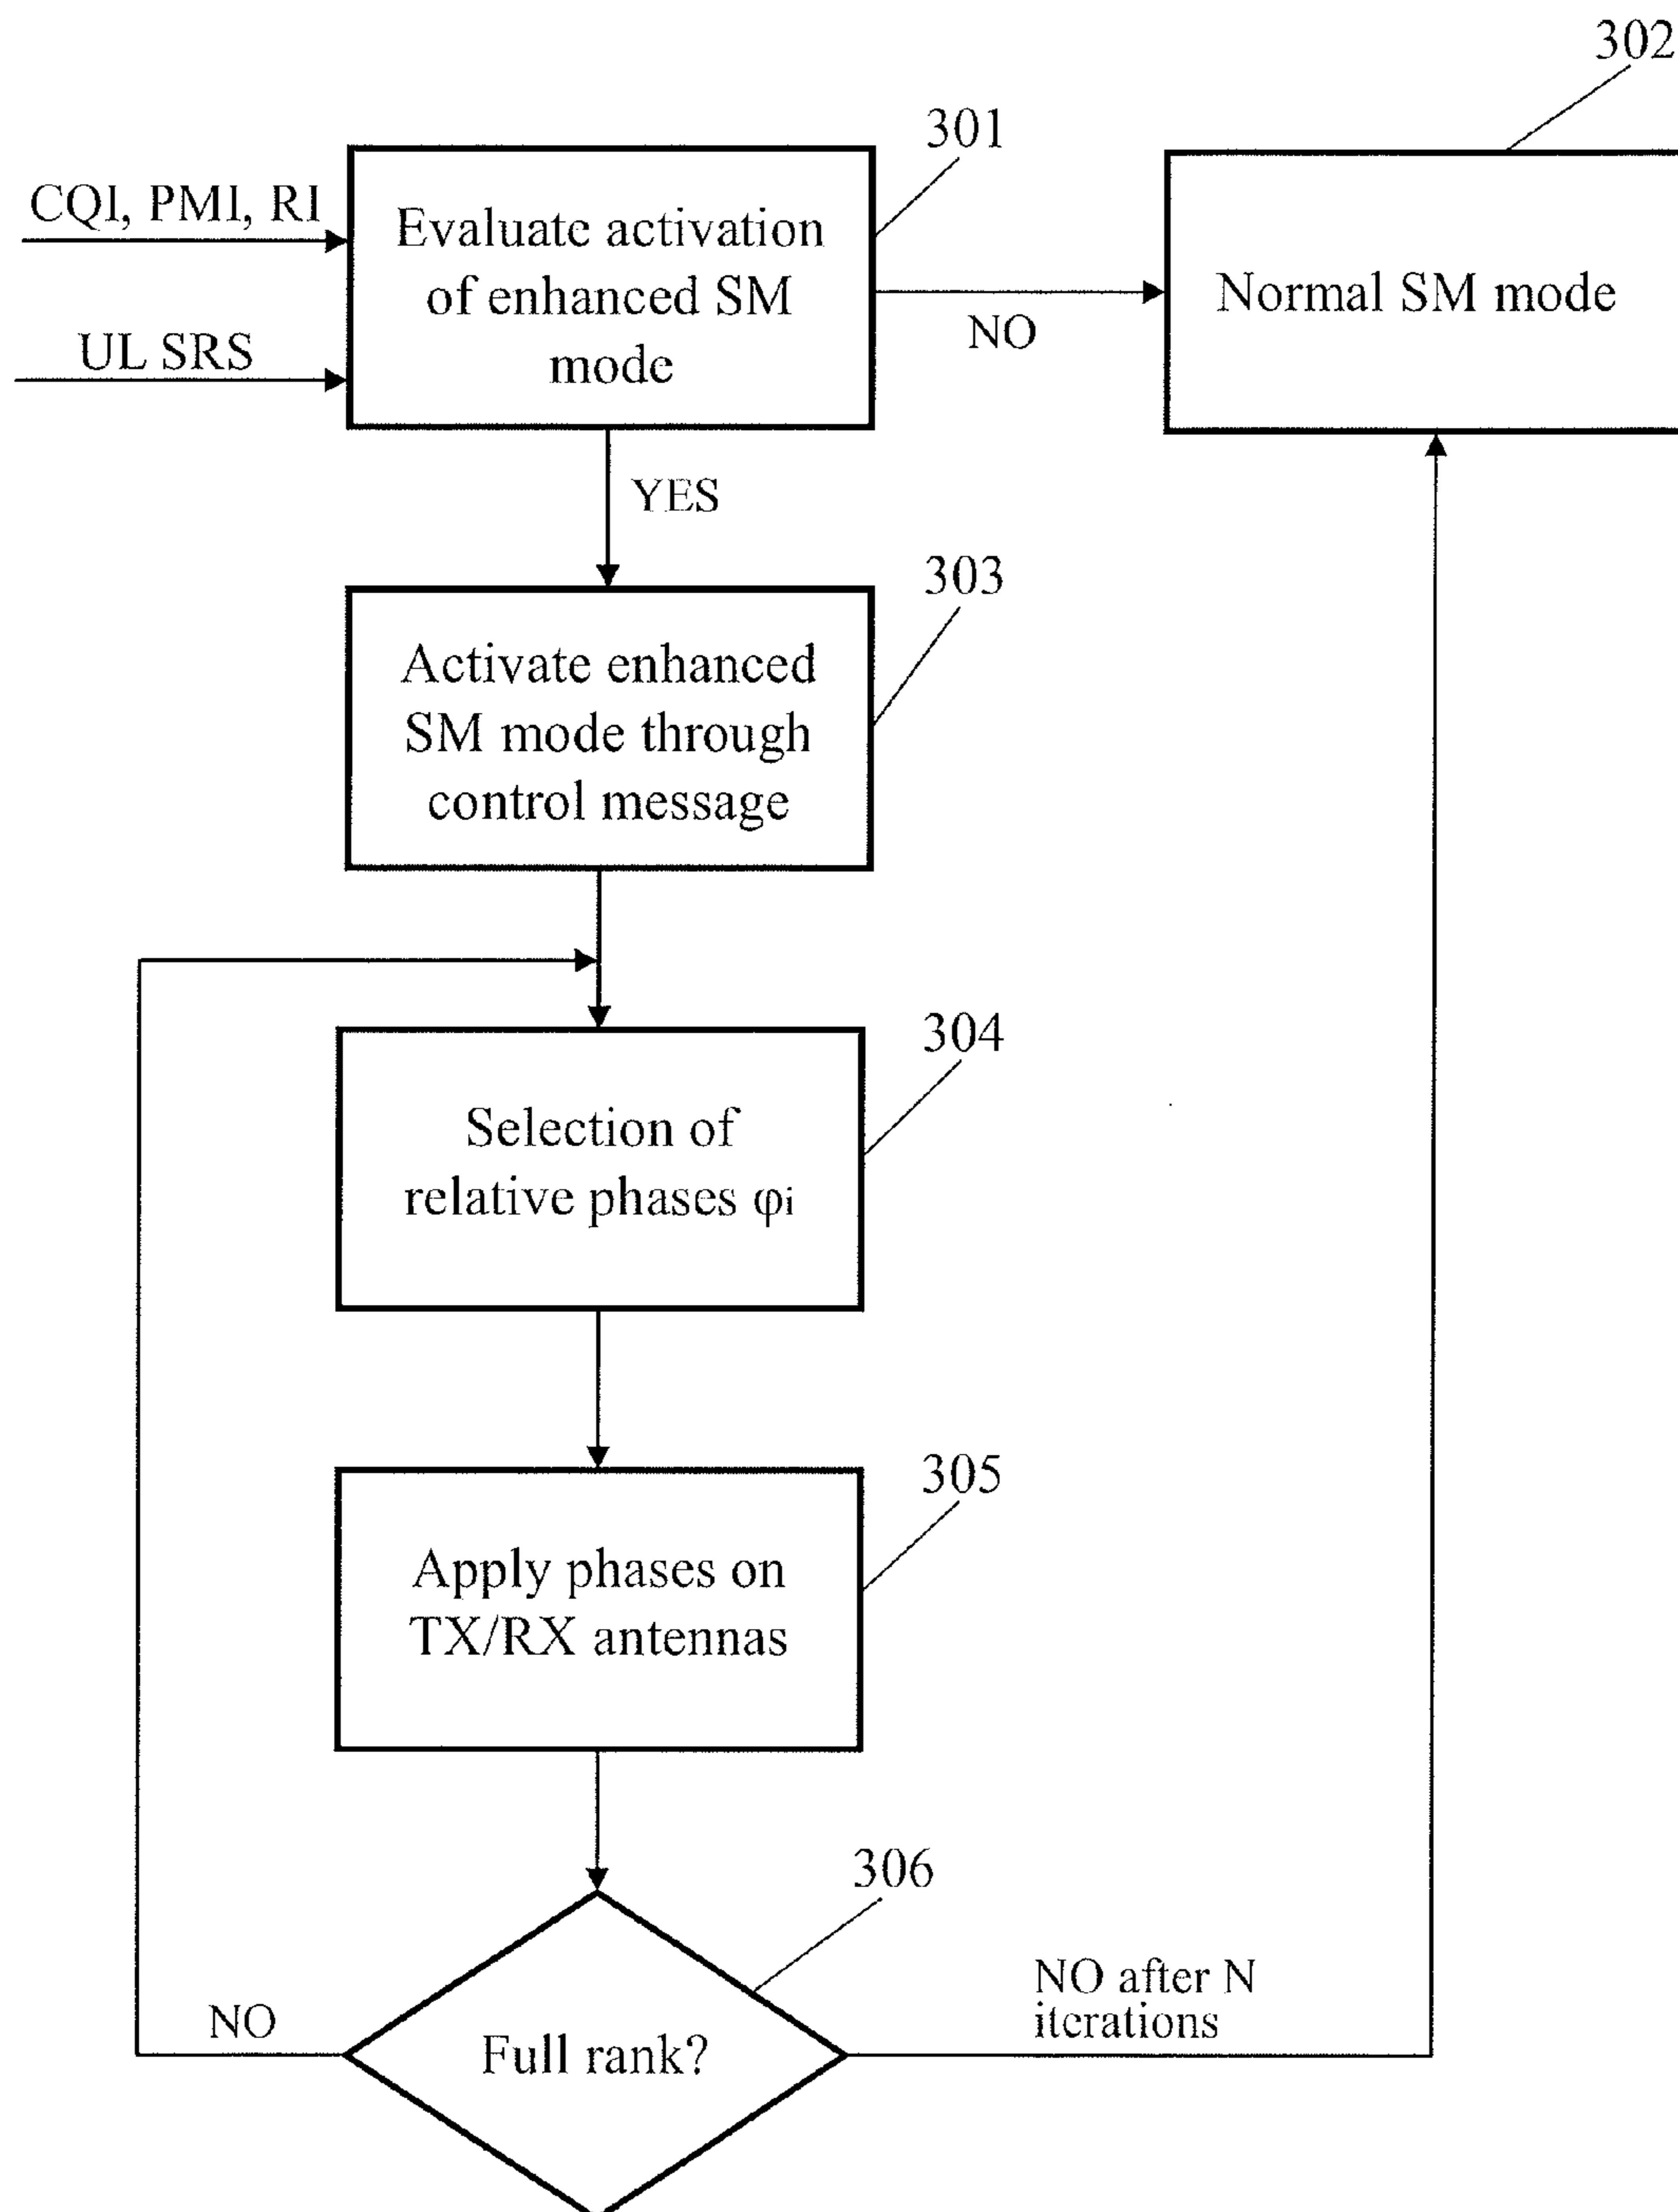 302
301
CQI, PMI, RI
Evaluate activation
of enhanced SM
mode
Normal SM mode
NO
UL SRS
YES
303
Activate enhanced
SM mode through
control message
304
Selection of
relative phases φi
305
Apply phases on
TX/RX antennas
306
NO after N
iterations
NO
Full rank?